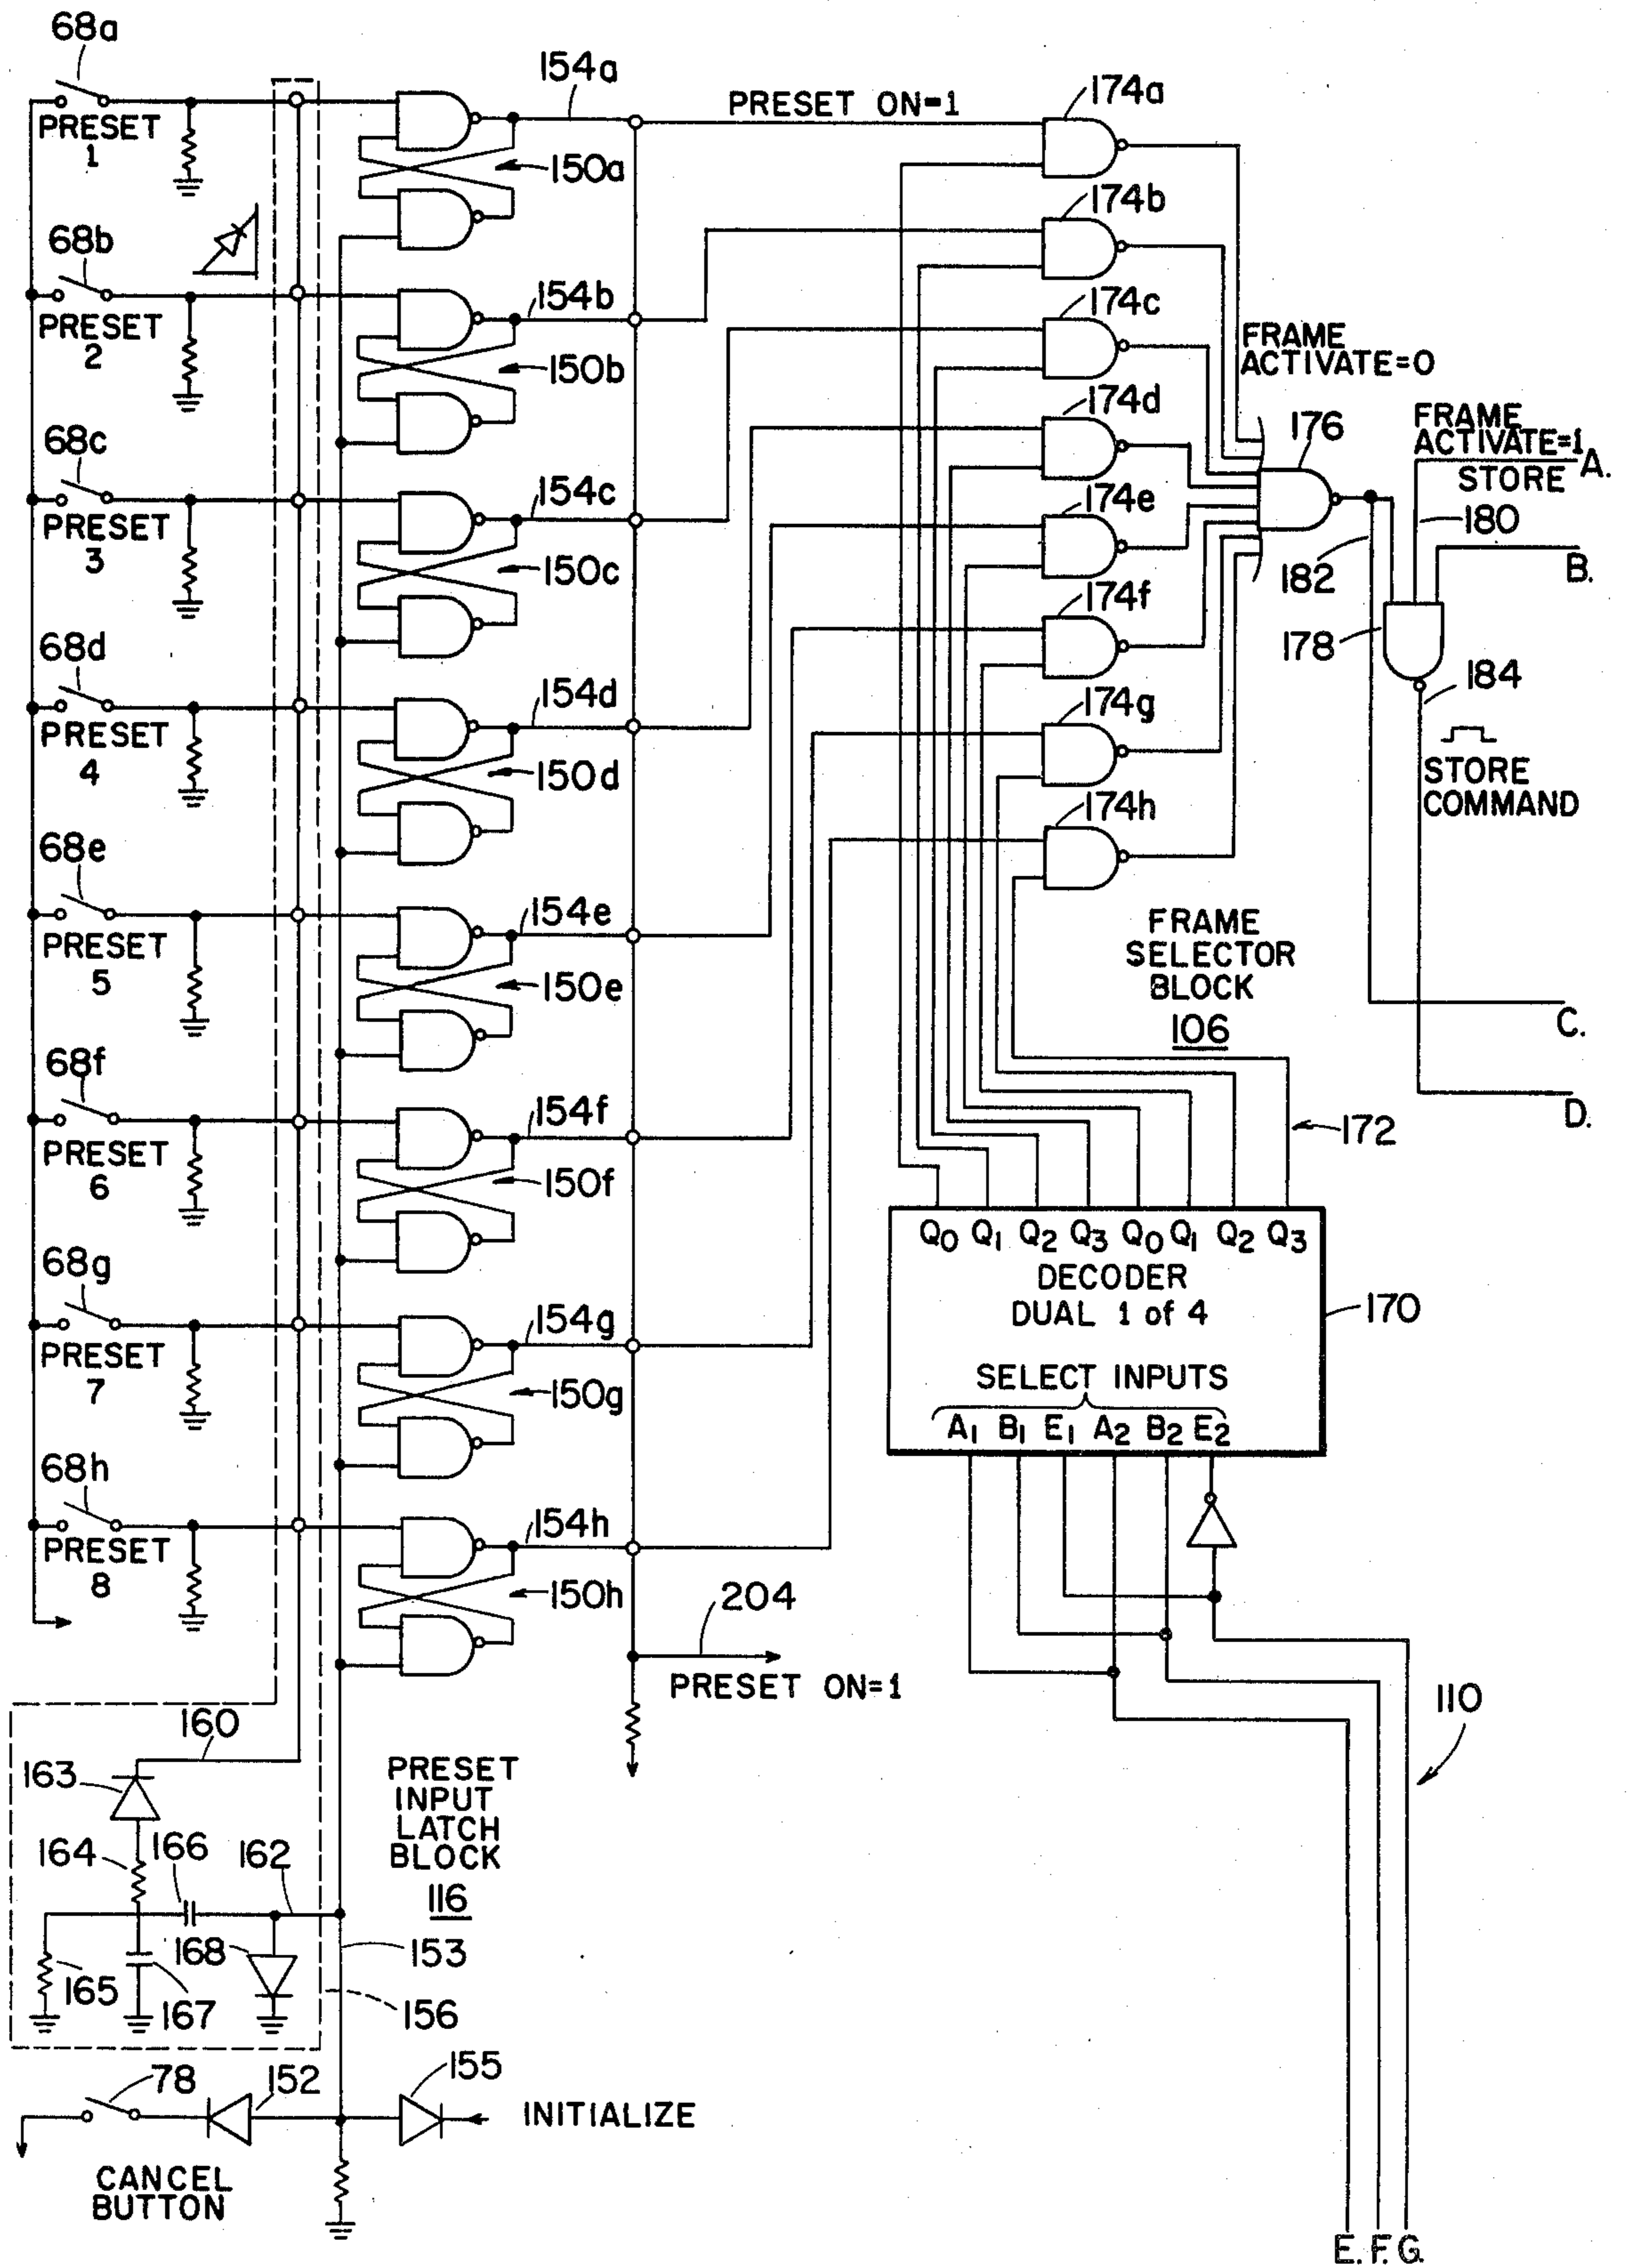 68a
PRESET
1
154a
PRESET ON=1
174a
150a
68b
PRESET
2
154b
150b
174b
174c
FRAME
ACTIVATE=0
68c
PRESET
3
154c
150c
174d
176
FRAME
ACTIVATE=1
A.
STORE
180
174e
182
B.
68d
PRESET
4
154d
150d
174f
178
184
174g
STORE
COMMAND
174h
68e
PRESET
5
154e
150e
FRAME
SELECTOR
BLOCK
106
C.
D.
68f
PRESET
6
154f
150f
172
Q0 Q1 Q2 Q3 Q0 Q1 Q2 Q3
DECODER
DUAL 1 of 4
170
SELECT INPUTS
A1 B1 E1 A2 B2 E2
68g
PRESET
7
154g
150g
68h
PRESET
8
154h
150h
204
PRESET ON=1
110
160
163
164
166
162
PRESET
INPUT
LATCH
BLOCK
116
165
167
168
153
156
78
152
155
INITIALIZE
CANCEL
BUTTON
E. F. G.